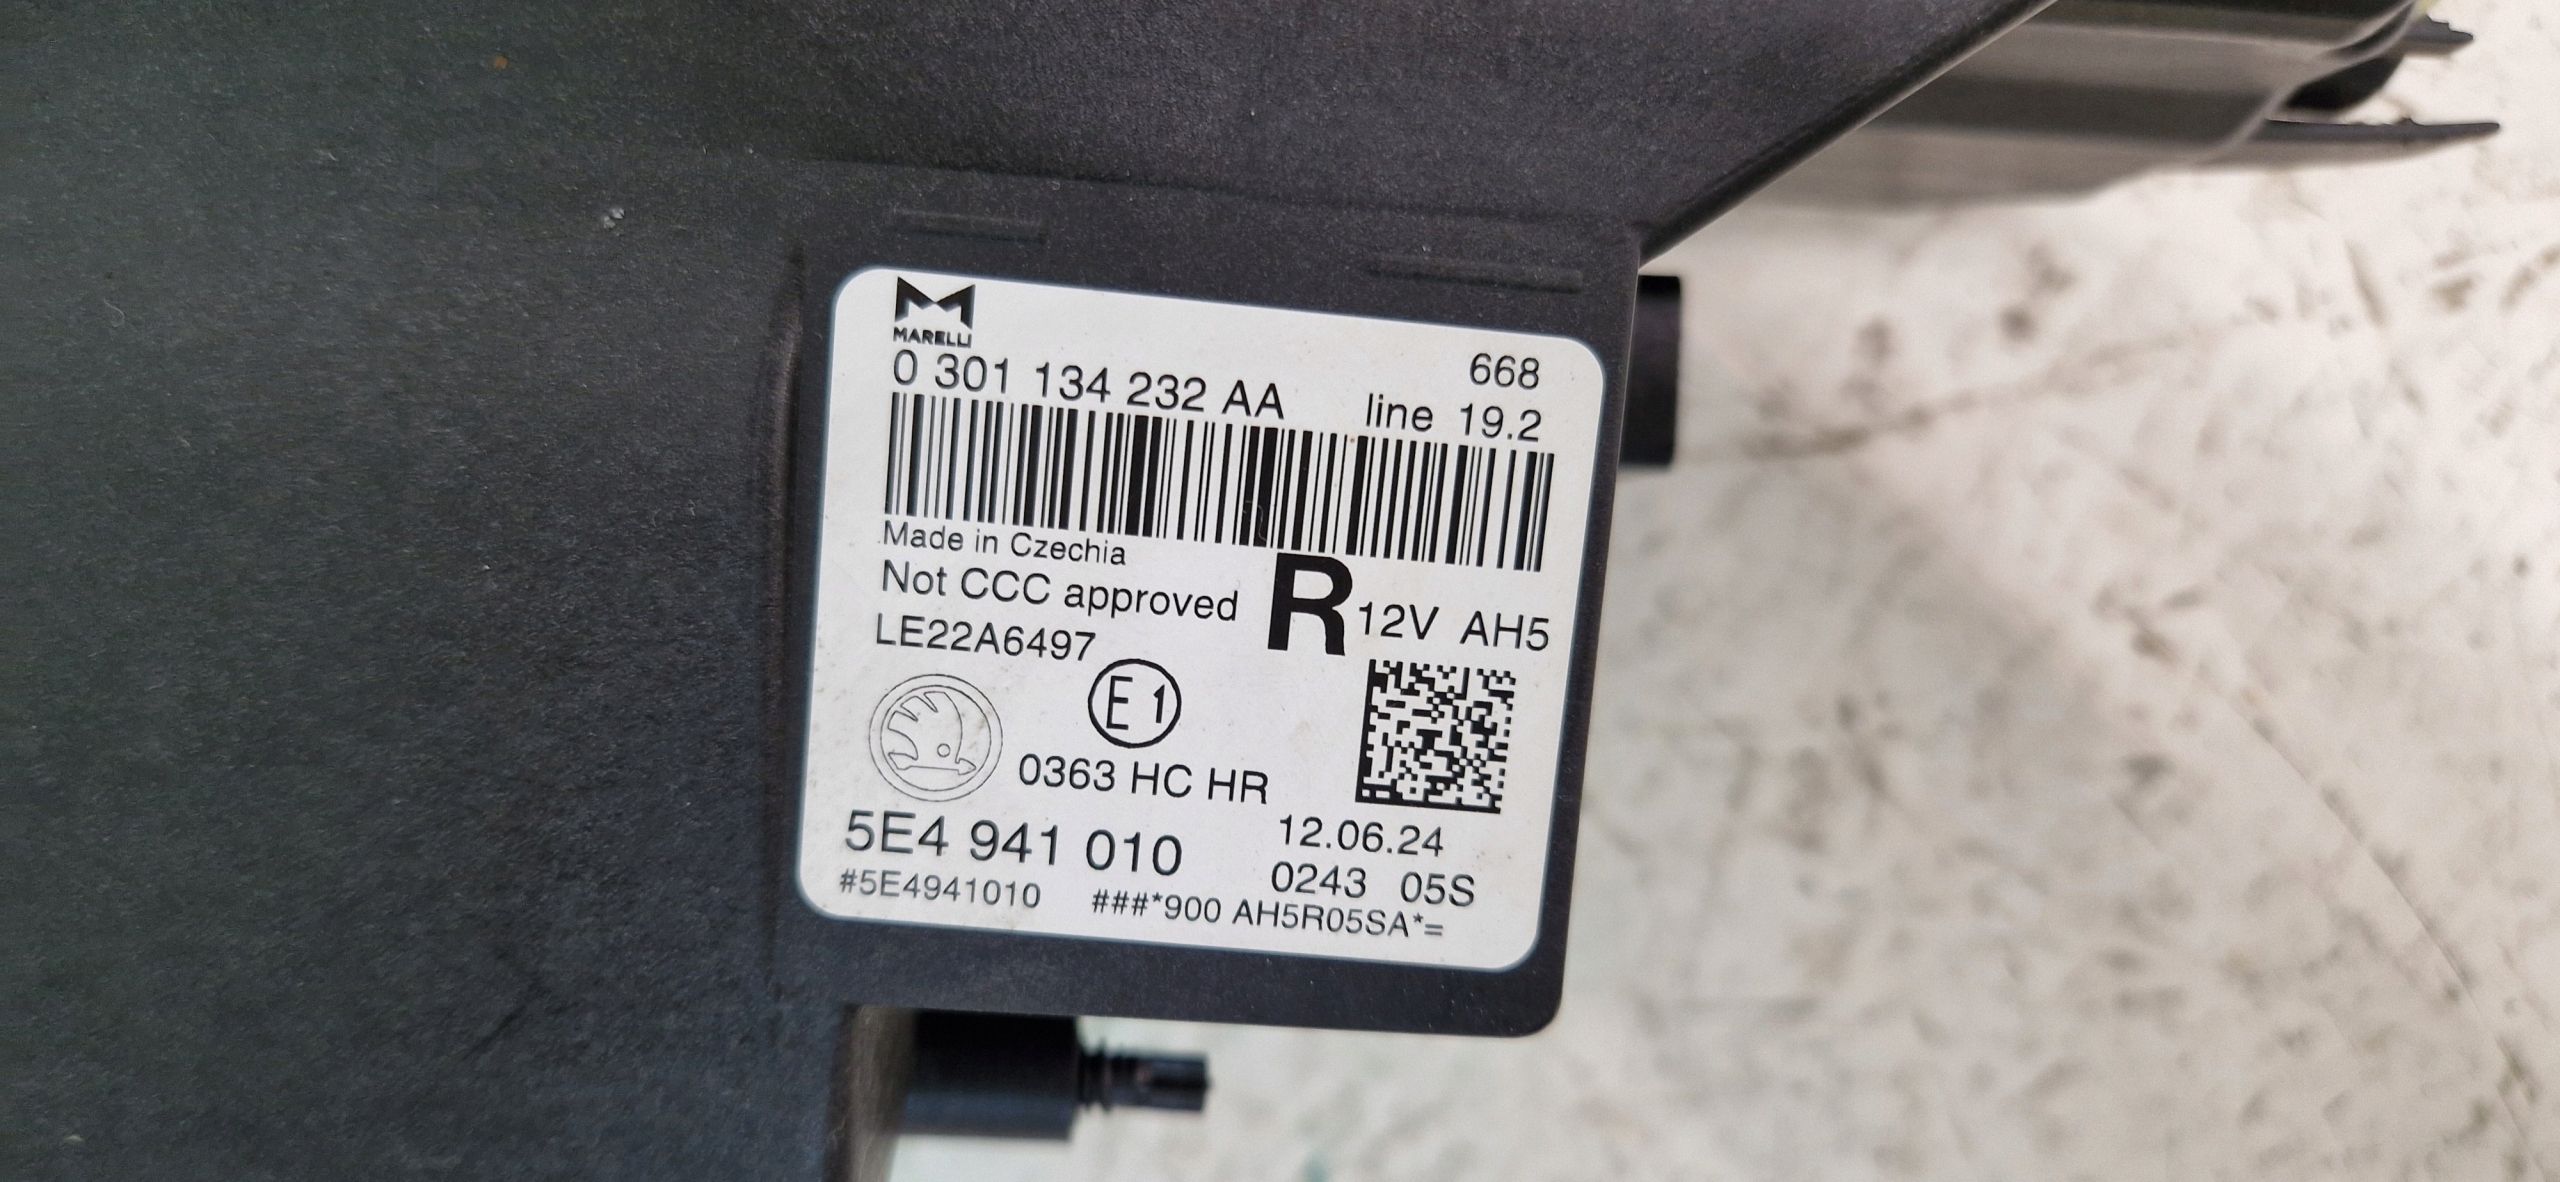 MARELLI
0 301 134 232 AA
668
line 19.2
Made in Czechia
Not CCC approved
R 12V AH5
LE22A6497
E1
0363 HC HR
5E4 941 010
12.06.24
0243 05S
#5E4941010 ###*900 AH5R05SA*=